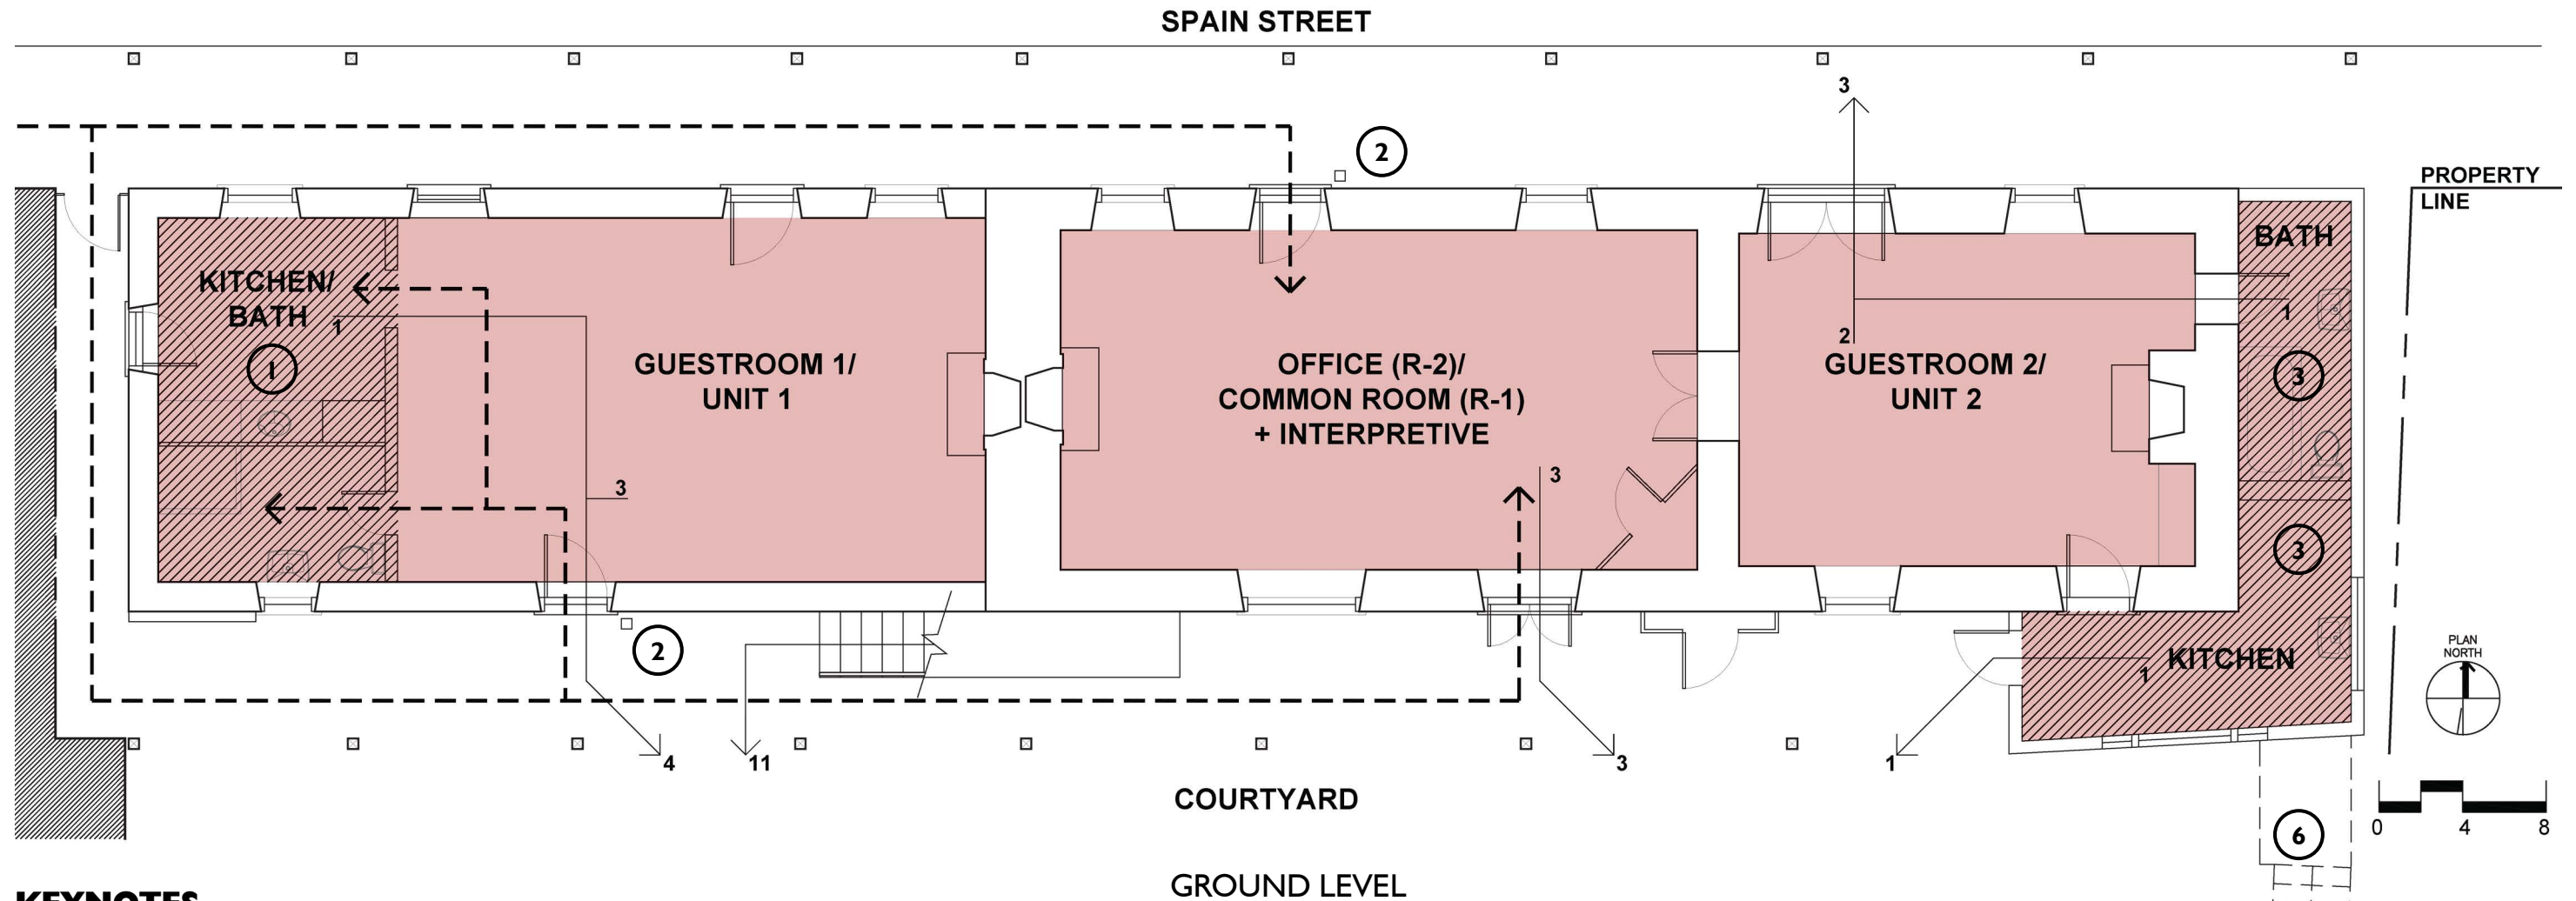 SPAIN STREET
3
2
PROPERTY
LINE
BATH
KITCHEN/
BATH
1
1
GUESTROOM 1/
UNIT 1
3
OFFICE (R-2)/
COMMON ROOM (R-1)
+ INTERPRETIVE
3
2
GUESTROOM 2/
UNIT 2
1
3
3
2
KITCHEN
1
PLAN
NORTH
4
11
3
1
COURTYARD
0 4 8
6
GROUND LEVEL
KEYNOTES